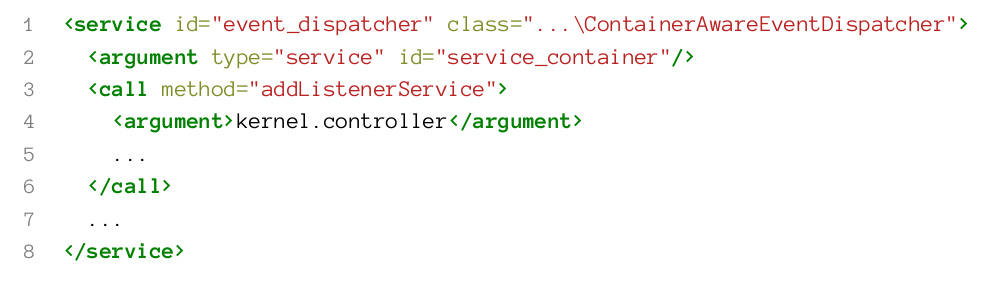 1 <service id="event_dispatcher" class="...\ContainerAwareEventDispatcher">
2   <argument type="service" id="service_container"/>
3   <call method="addListenerService">
4     <argument>kernel.controller</argument>
5     ...
6   </call>
7   ...
8 </service>